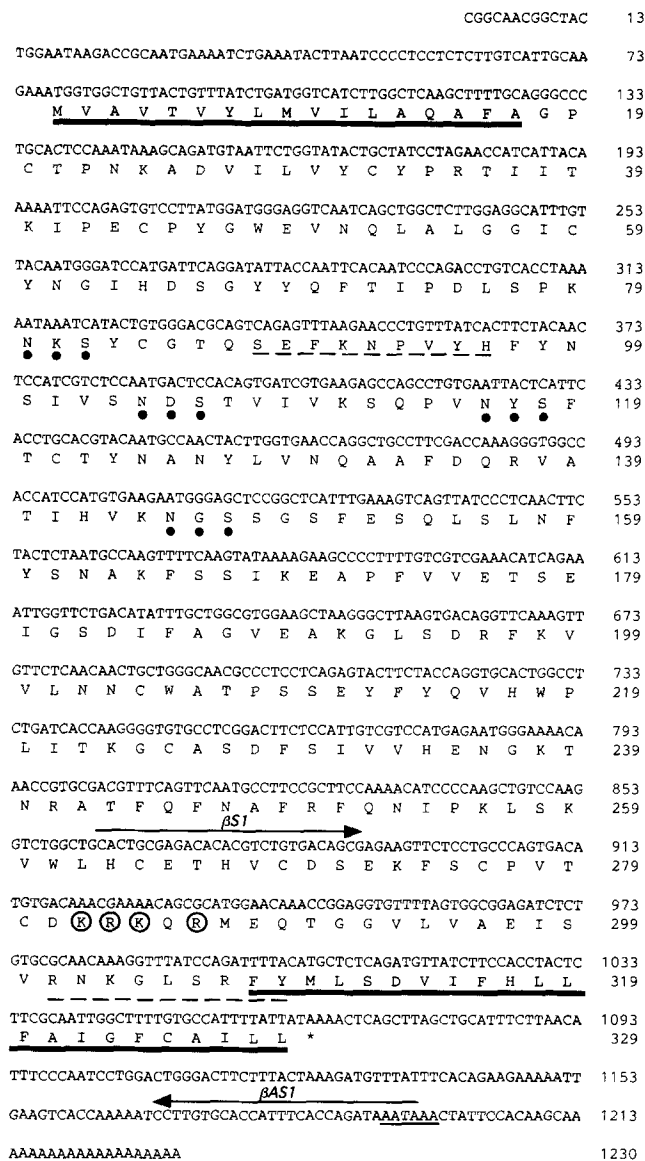 CGGCAACGGCTAC 13
TGGAATAAGACCGCAATGAAAATCTGAAATACTTAATCCCCTCCTCTCTTGTCATTGCAA 73
GAAATGGTGGCTGTTACTGTTTATCTGATGGTCATCTTGGCTCAAGCTTTTGCAGGGCCC 133
M V A V T V Y L M V I L A Q A F A G P 19
TGCACTCCAAATAAAGCAGATGTAATTCTGGTATACTGCTATCCTAGAACCATCATTACA 193
C T P N K A D V I L V Y C Y P R T I I T 39
AAAATTCCAGAGTGTCCTTATGGATGGGAGGTCAATCAGCTGGCTCTTGGAGGCATTTGT 253
K I P E C P Y G W E V N Q L A L G G I C 59
TACAATGGGATCCATGATTCAGGATATTACCAATTCACAATCCCAGACCTGTCACCTAAA 313
Y N G I H D S G Y Y Q F T I P D L S P K 79
AATAAATCATACTGTGGGACGCAGTCAGAGTTTAAGAACCCTGTTTATCACTTCTACAAC 373
N K S Y C G T Q S E F K N P V Y H F Y N 99
TCCATCGTCTCCAATGACTCCACAGTGATCGTGAAGAGCCAGCCTGTGAATTACTCATTC 433
S I V S N D S T V I V K S Q P V N Y S F 119
ACCTGCACGTACAATGCCAACTACTTGGTGAACCAGGCTGCCTTCGACCAAAGGGTGGCC 493
T C T Y N A N Y L V N Q A A F D Q R V A 139
ACCATCCATGTGAAGAATGGGAGCTCCGGCTCATTTGAAAGTCAGTTATCCCTCAACTTC 553
T I H V K N G S S G S F E S Q L S L N F 159
TACTCTAATGCCAAGTTTTCAAGTATAAAAGAAGCCCCTTTTGTCGTCGAAACATCAGAA 613
Y S N A K F S S I K E A P F V V E T S E 179
ATTGGTTCTGACATATTTGCTGGCGTGGAAGCTAAGGGCTTAAGTGACAGGTTCAAAGTT 673
I G S D I F A G V E A K G L S D R F K V 199
GTTCTCAACAACTGCTGGGCAACGCCCTCCTCAGAGTACTTCTACCAGGTGCACTGGCCT 733
V L N N C W A T P S S E Y F Y Q V H W P 219
CTGATCACCAAGGGGTGTGCCTCGGACTTCTCCATTGTCGTCCATGAGAATGGGAAAACA 793
L I T K G C A S D F S I V V H E N G K T 239
AACCGTGCGACGTTTCAGTTCAATGCCTTCCGCTTCCAAAACATCCCCAAGCTGTCCAAG 853
N R A T F Q F N A F R F Q N I P K L S K 259
βS1
GTCTGGCTGCACTGCGAGACACACGTCTGTGACAGCGAGAAGTTCTCCTGCCCAGTGACA 913
V W L H C E T H V C D S E K F S C P V T 279
TGTGACAAACGAAAACAGCGCATGGAACAAACCGGAGGTGTTTTAGTGGCGGAGATCTCT 973
C D K R K Q R M E Q T G G V L V A E I S 299
GTGCGCAACAAAGGTTTATCCAGATTTTACATGCTCTCAGATGTTATCTTCCACCTACTC 1033
V R N K G L S R F Y M L S D V I F H L L 319
TTCGCAATTGGCTTTTGTGCCATTTTATTATAAAACTCAGCTTAGCTGCATTTCTTAACA 1093
F A I G F C A I L L * 329
TTTCCCAATCCTGGACTGGGACTTCTTTACTAAAGATGTTTATTTCACAGAAGAAAAATT 1153
βAS1
GAAGTCACCAAAAATCCTTGTGCACCATTTCACCAGATAAATAAACTATTCCACAAGCAA 1213
AAAAAAAAAAAAAAAAA 1230